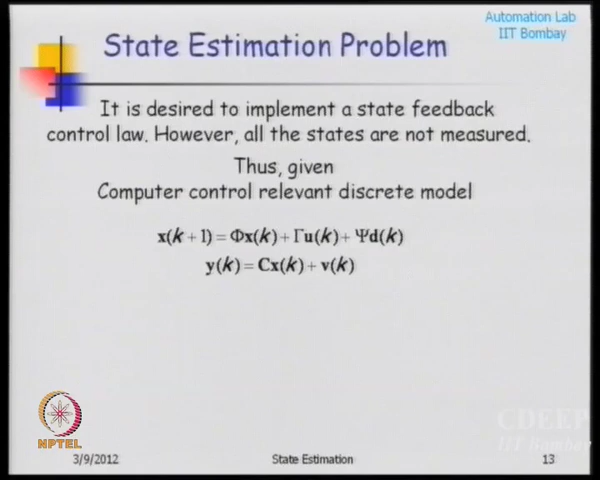 Automation Lab
IIT Bombay
State Estimation Problem
It is desired to implement a state feedback
control law. However, all the states are not measured.
Thus, given
Computer control relevant discrete model
x(k + 1) = Φx(k) + Γu(k) + Ψd(k)
y(k) = Cx(k) + v(k)
NPTEL
CDEEP
IIT Bombay
3/9/2012
State Estimation
13